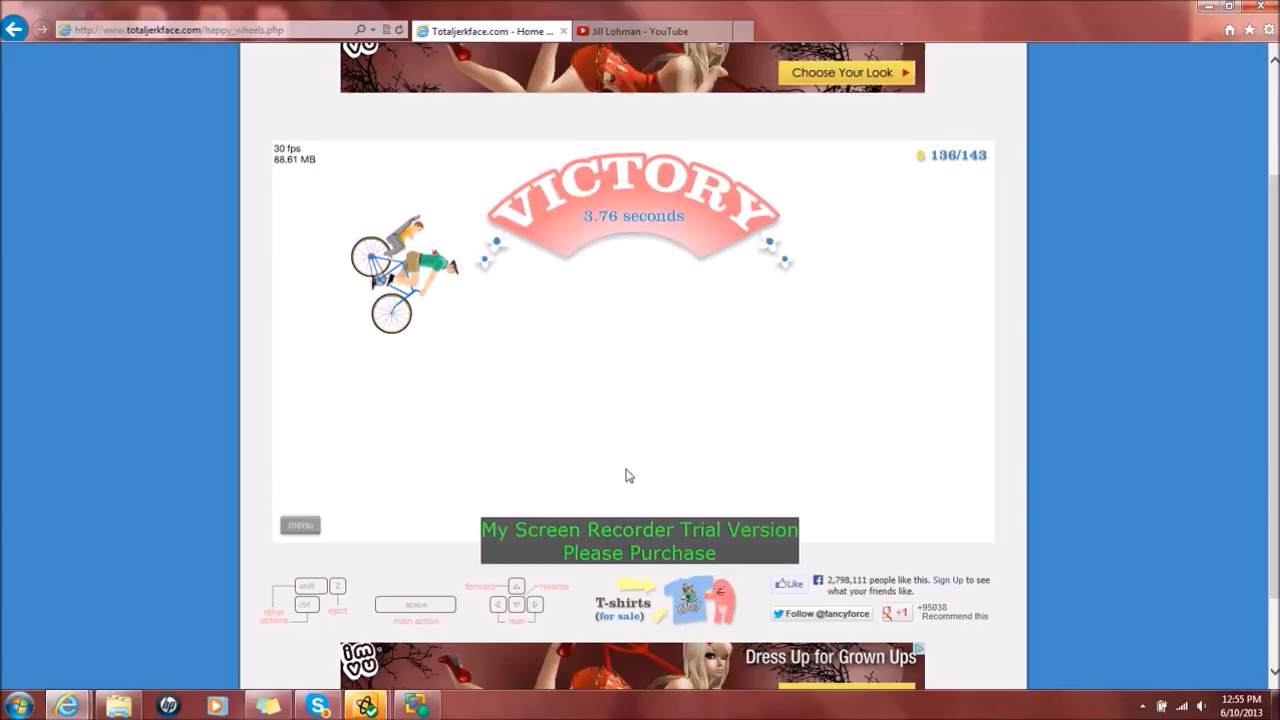 http://www.totaljerkface.com/happy_wheels.php
Totaljerkface.com - Home ...
Jill Lohman - YouTube
Choose Your Look
30 fps
88.61 MB
136/143
VICTORY
3.76 seconds
menu
My Screen Recorder Trial Version
Please Purchase
shift
Z
ctrl
other
actions
eject
space
main action
forward
reverse
lean
T-shirts
(for sale)
Like
2,798,111 people like this. Sign Up to see
what your friends like.
Follow @fancyforce
+1
+95038
Recommend this
imvu
Dress Up for Grown Ups
hp
12:55 PM
6/10/2013